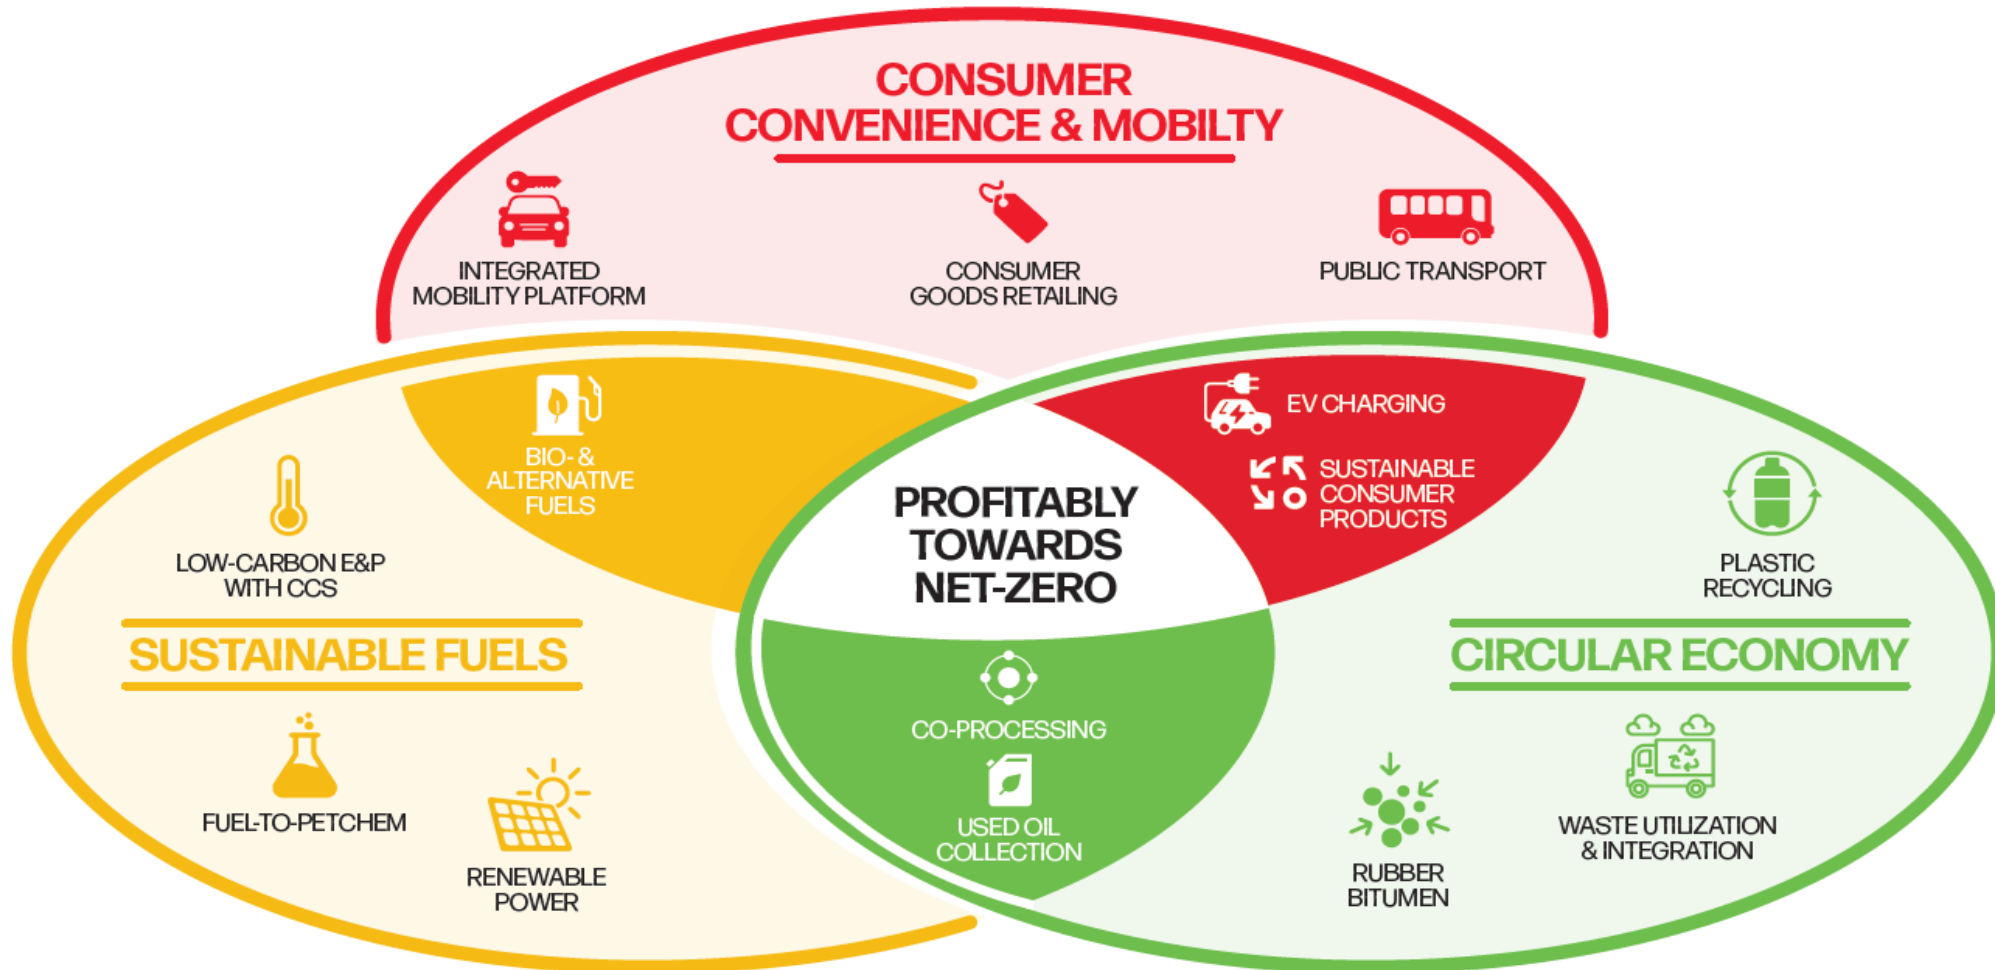 CONSUMER
CONVENIENCE & MOBILTY
INTEGRATED
MOBILITY PLATFORM
CONSUMER
GOODS RETAILING
PUBLIC TRANSPORT
BIO- &
ALTERNATIVE
FUELS
EV CHARGING
SUSTAINABLE
CONSUMER
PRODUCTS
PROFITABLY
TOWARDS
NET-ZERO
LOW-CARBON E&P
WITH CCS
SUSTAINABLE FUELS
FUEL-TO-PETCHEM
RENEWABLE
POWER
CO-PROCESSING
USED OIL
COLLECTION
PLASTIC
RECYCLING
CIRCULAR ECONOMY
RUBBER
BITUMEN
WASTE UTILIZATION
& INTEGRATION